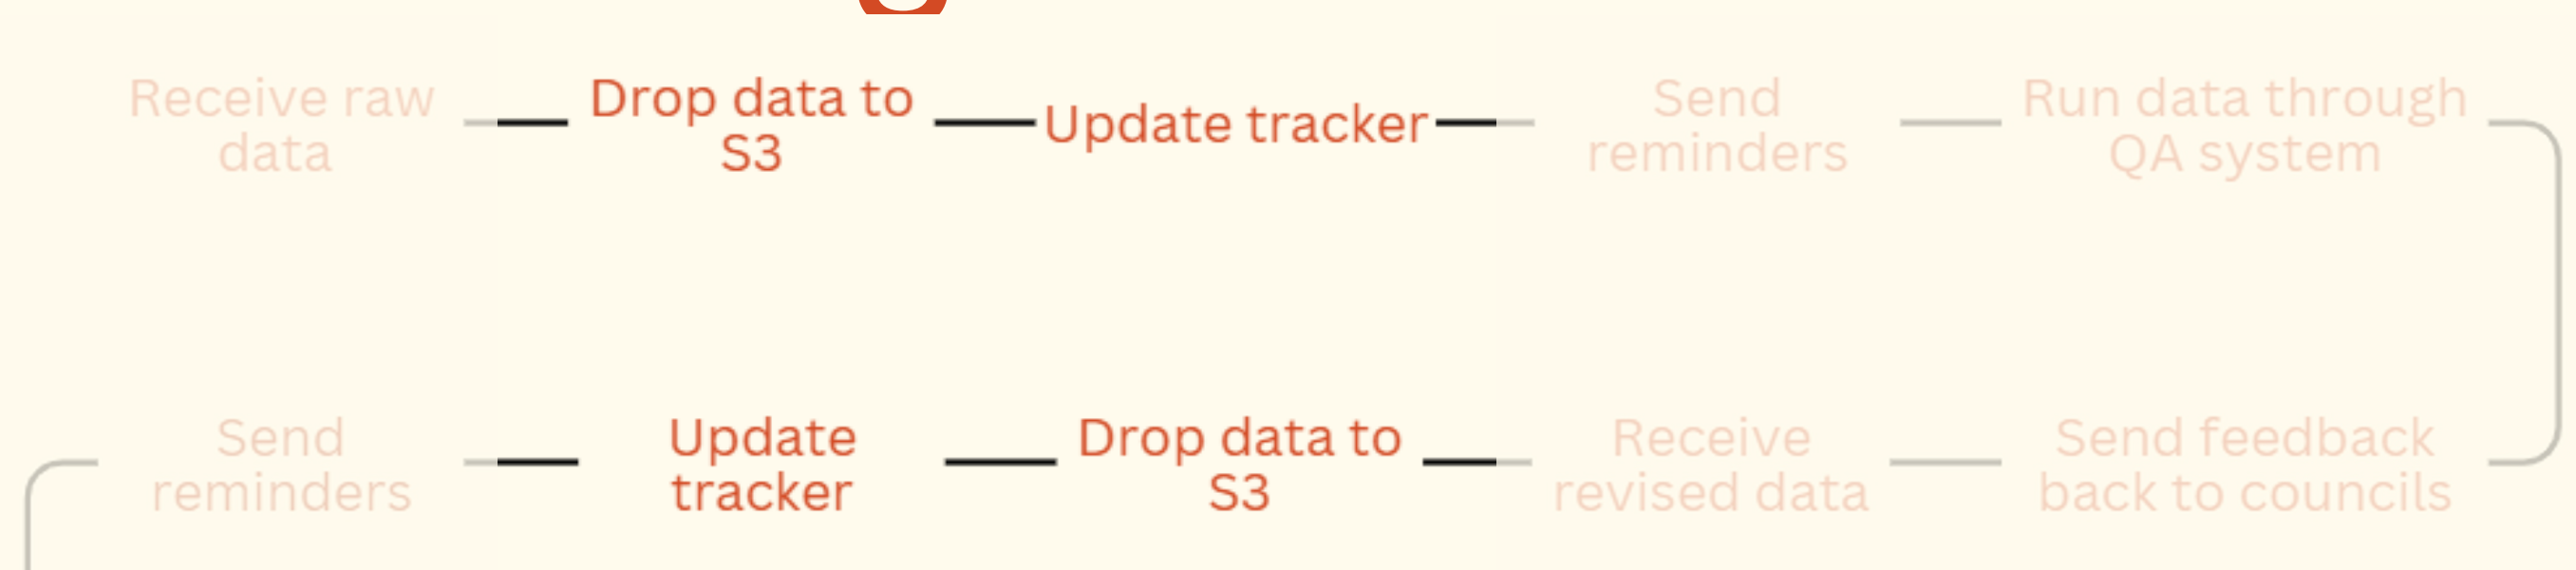 Receive raw
data
Drop data to
S3
Update tracker
Send
reminders
Run data through
QA system
Send
reminders
Update
tracker
Drop data to
S3
Receive
revised data
Send feedback
back to councils